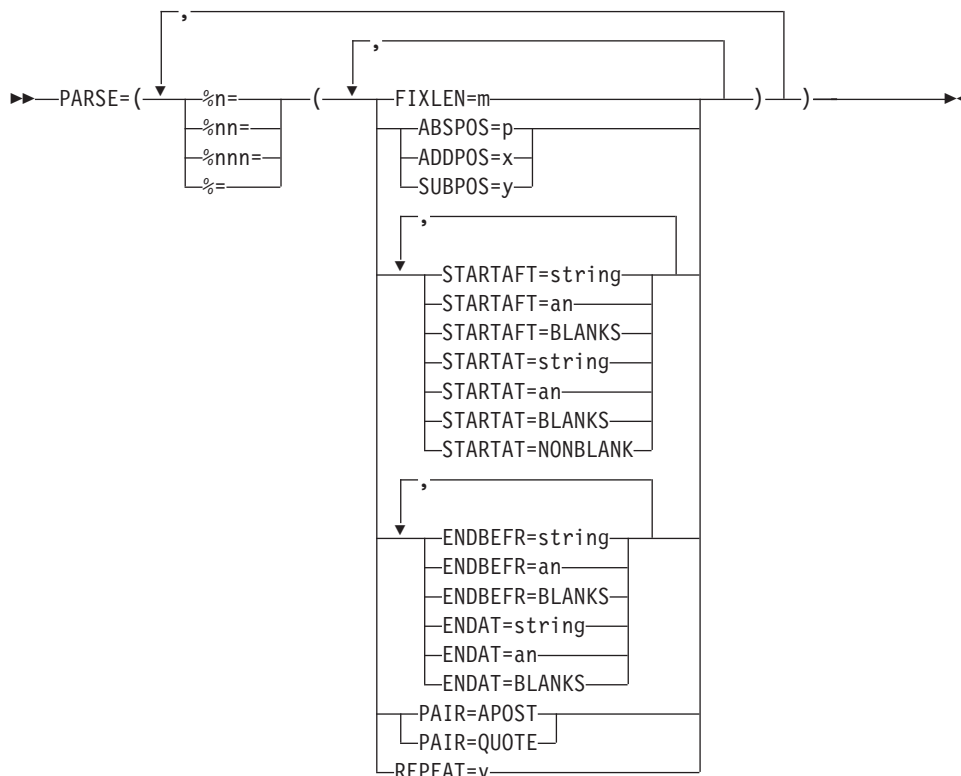 ,
,
PARSE=( %n= ( FIXLEN=m ) )
%nn= ABSPOS=p
%nnn= ADDPOS=x
%= SUBPOS=y
,
STARTAFT=string
STARTAFT=an
STARTAFT=BLANKS
STARTAT=string
STARTAT=an
STARTAT=BLANKS
STARTAT=NONBLANK
,
ENDBEFR=string
ENDBEFR=an
ENDBEFR=BLANKS
ENDAT=string
ENDAT=an
ENDAT=BLANKS
PAIR=APOST
PAIR=QUOTE
REPEAT=v